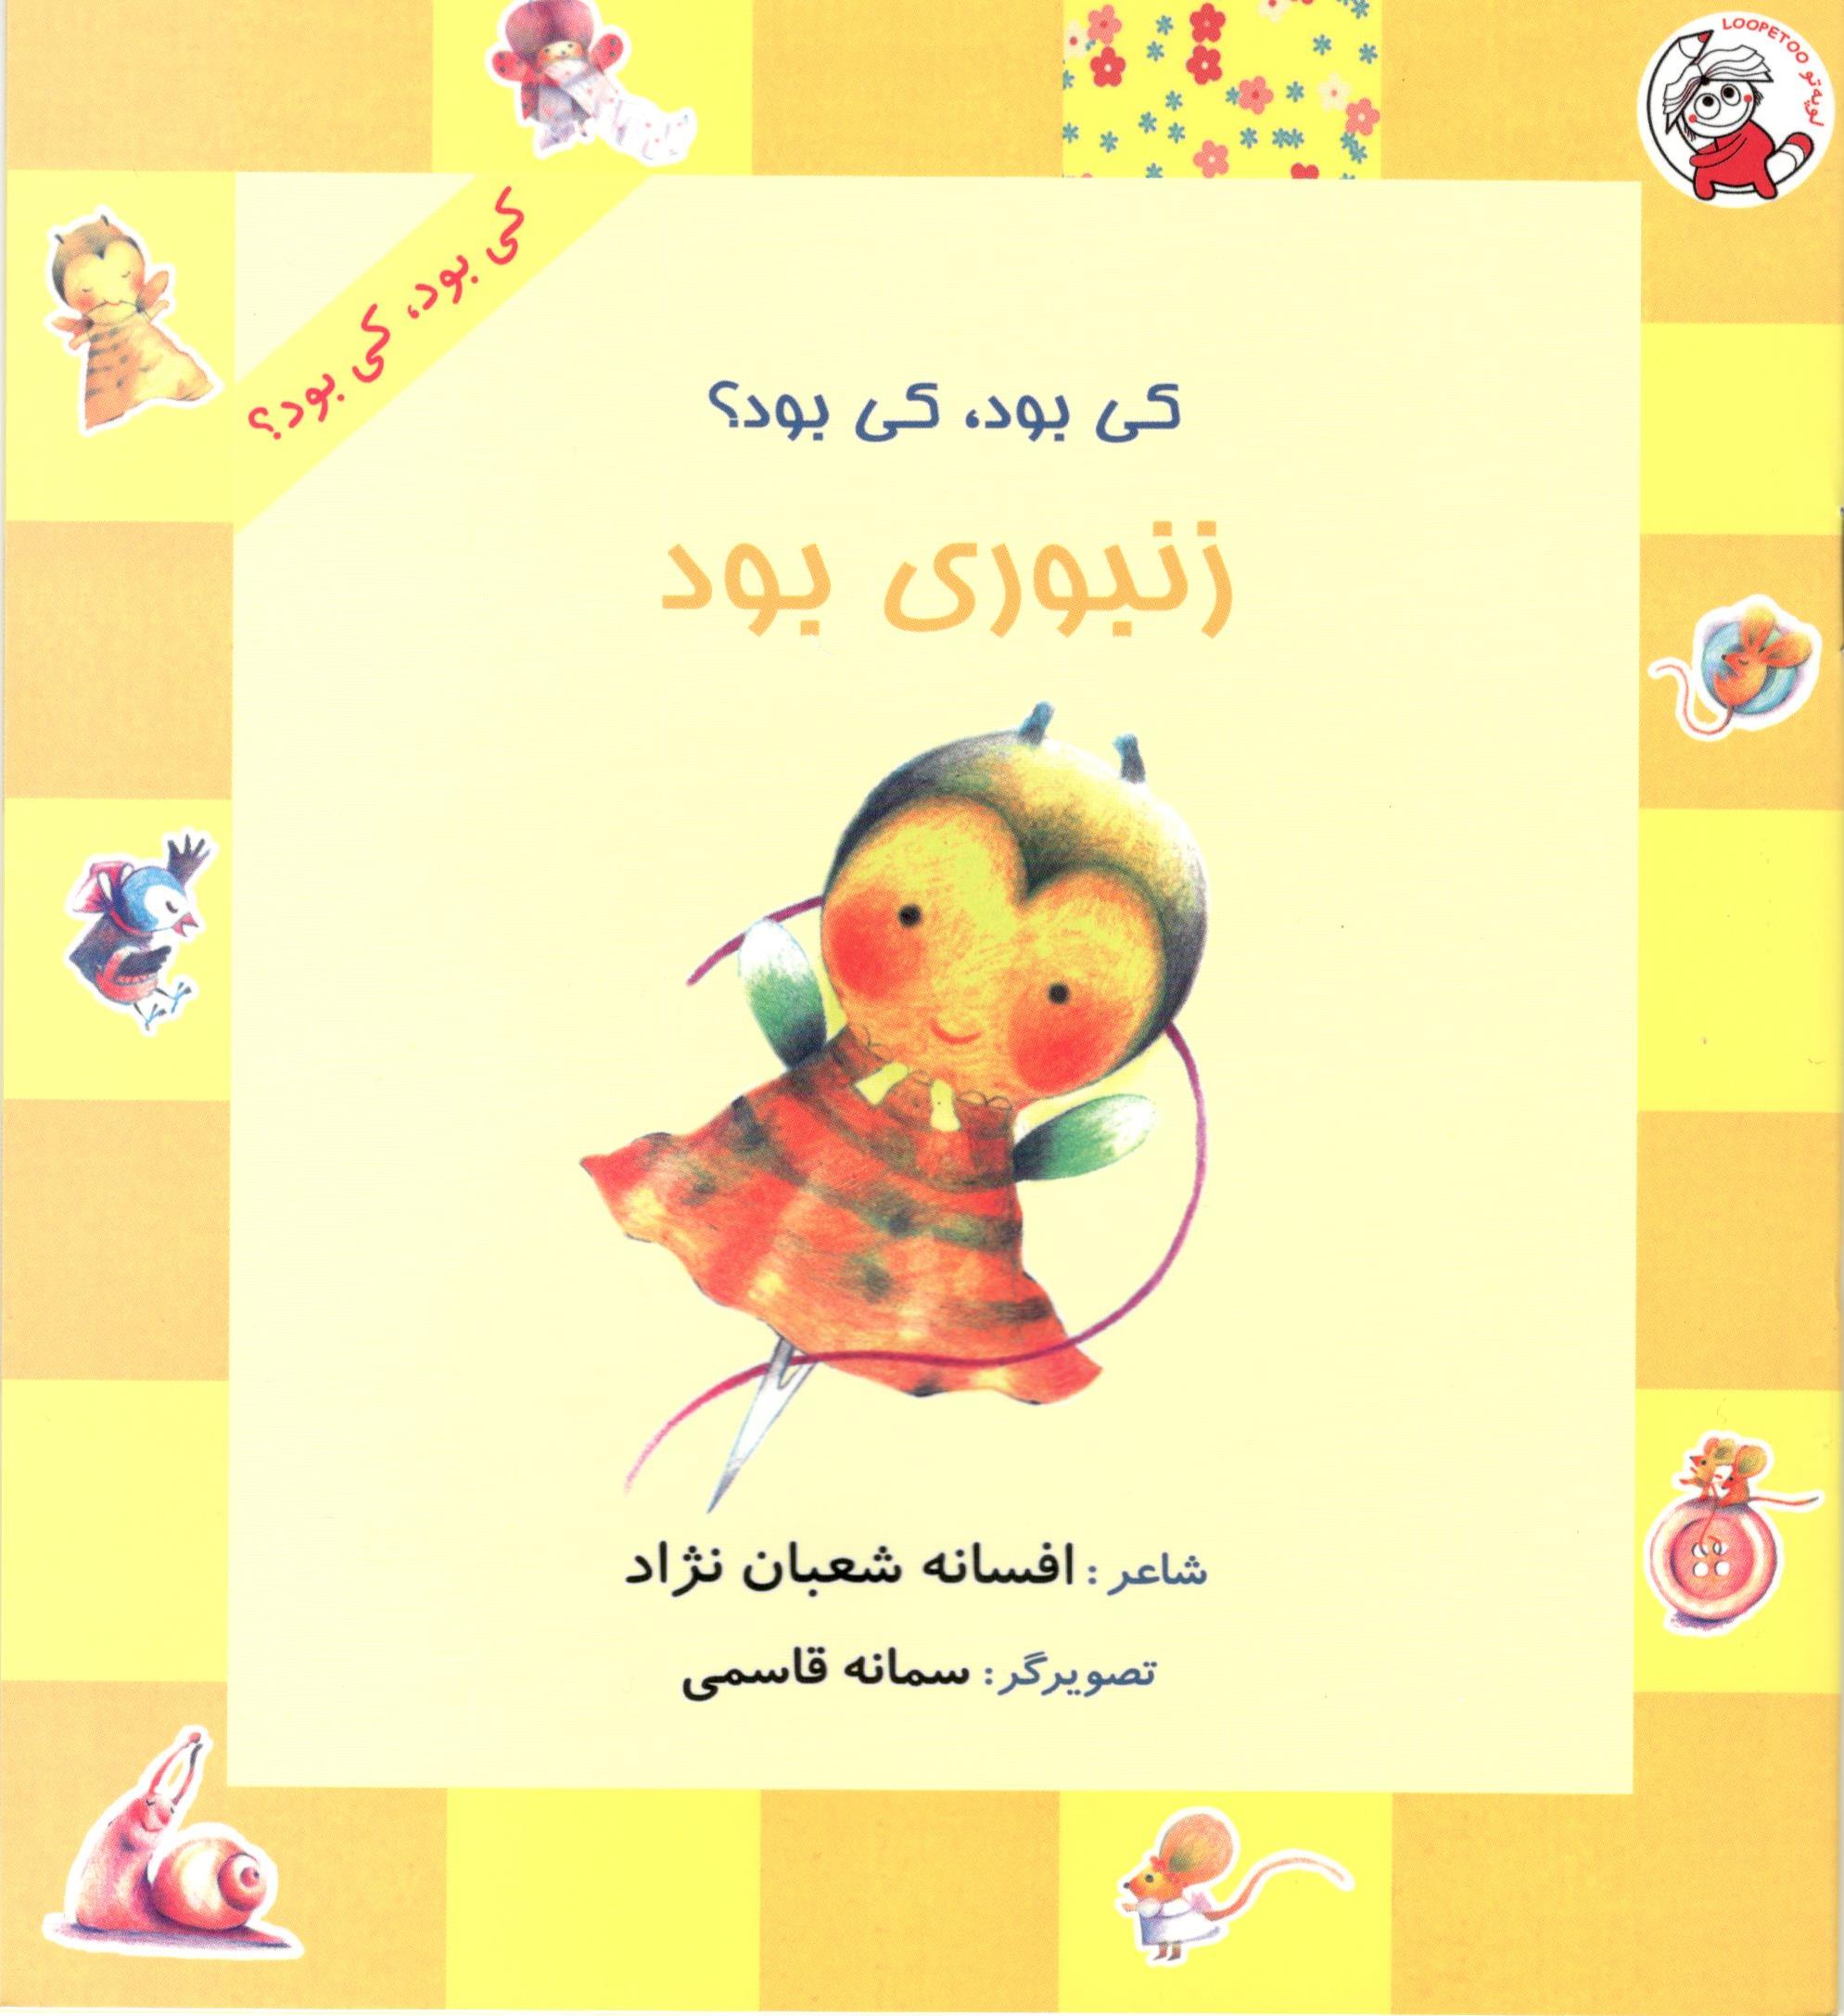 LOOPETOO لوپه‌تو
کی بود، کی بود؟
کی بود، کی بود؟
زنبوری بود
شاعر : افسانه شعبان نژاد
تصویرگر : سمانه قاسمی